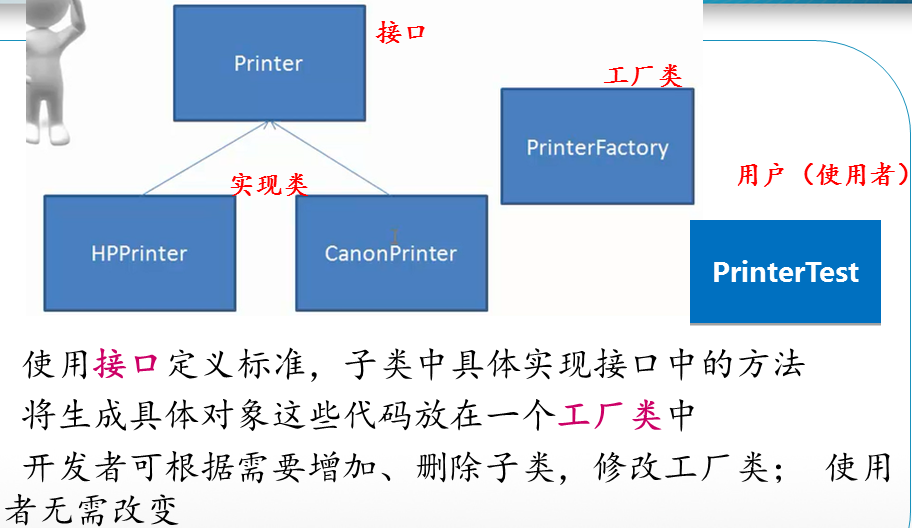 Printer
接口
工厂类
PrinterFactory
用户（使用者）
实现类
HPPrinter
CanonPrinter
PrinterTest
使用接口定义标准，子类中具体实现接口中的方法
将生成具体对象这些代码放在一个工厂类中
开发者可根据需要增加、删除子类，修改工厂类； 使用
者无需改变